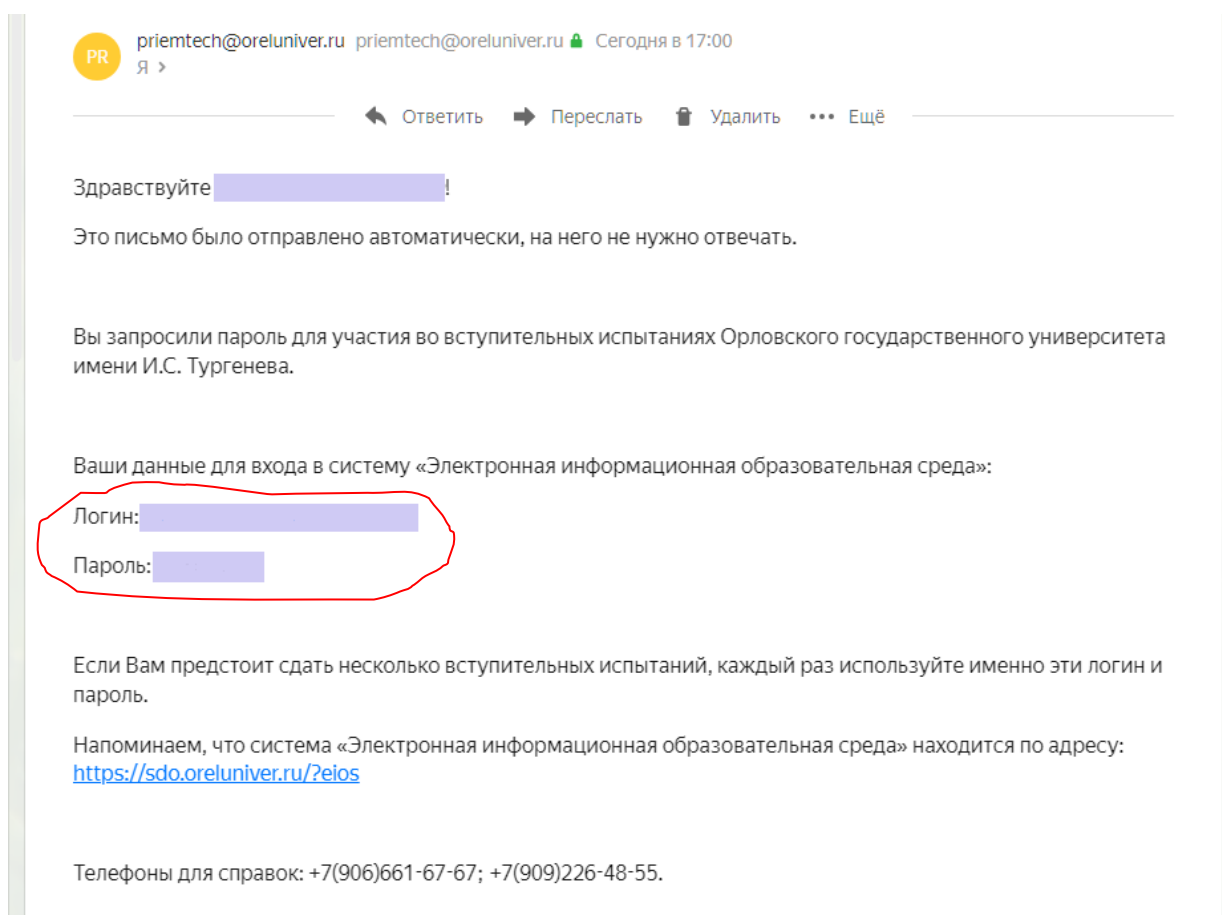 PR
priemtech@oreluniver.ru priemtech@oreluniver.ru Сегодня в 17:00
Я >
Ответить Переслать Удалить ••• Ещё
Здравствуйте !
Это письмо было отправлено автоматически, на него не нужно отвечать.
Вы запросили пароль для участия во вступительных испытаниях Орловского государственного университета
имени И.С. Тургенева.
Ваши данные для входа в систему «Электронная информационная образовательная среда»:
Логин:
Пароль:
Если Вам предстоит сдать несколько вступительных испытаний, каждый раз используйте именно эти логин и
пароль.
Напоминаем, что система «Электронная информационная образовательная среда» находится по адресу:
https://sdo.oreluniver.ru/?eios
Телефоны для справок: +7(906)661-67-67; +7(909)226-48-55.